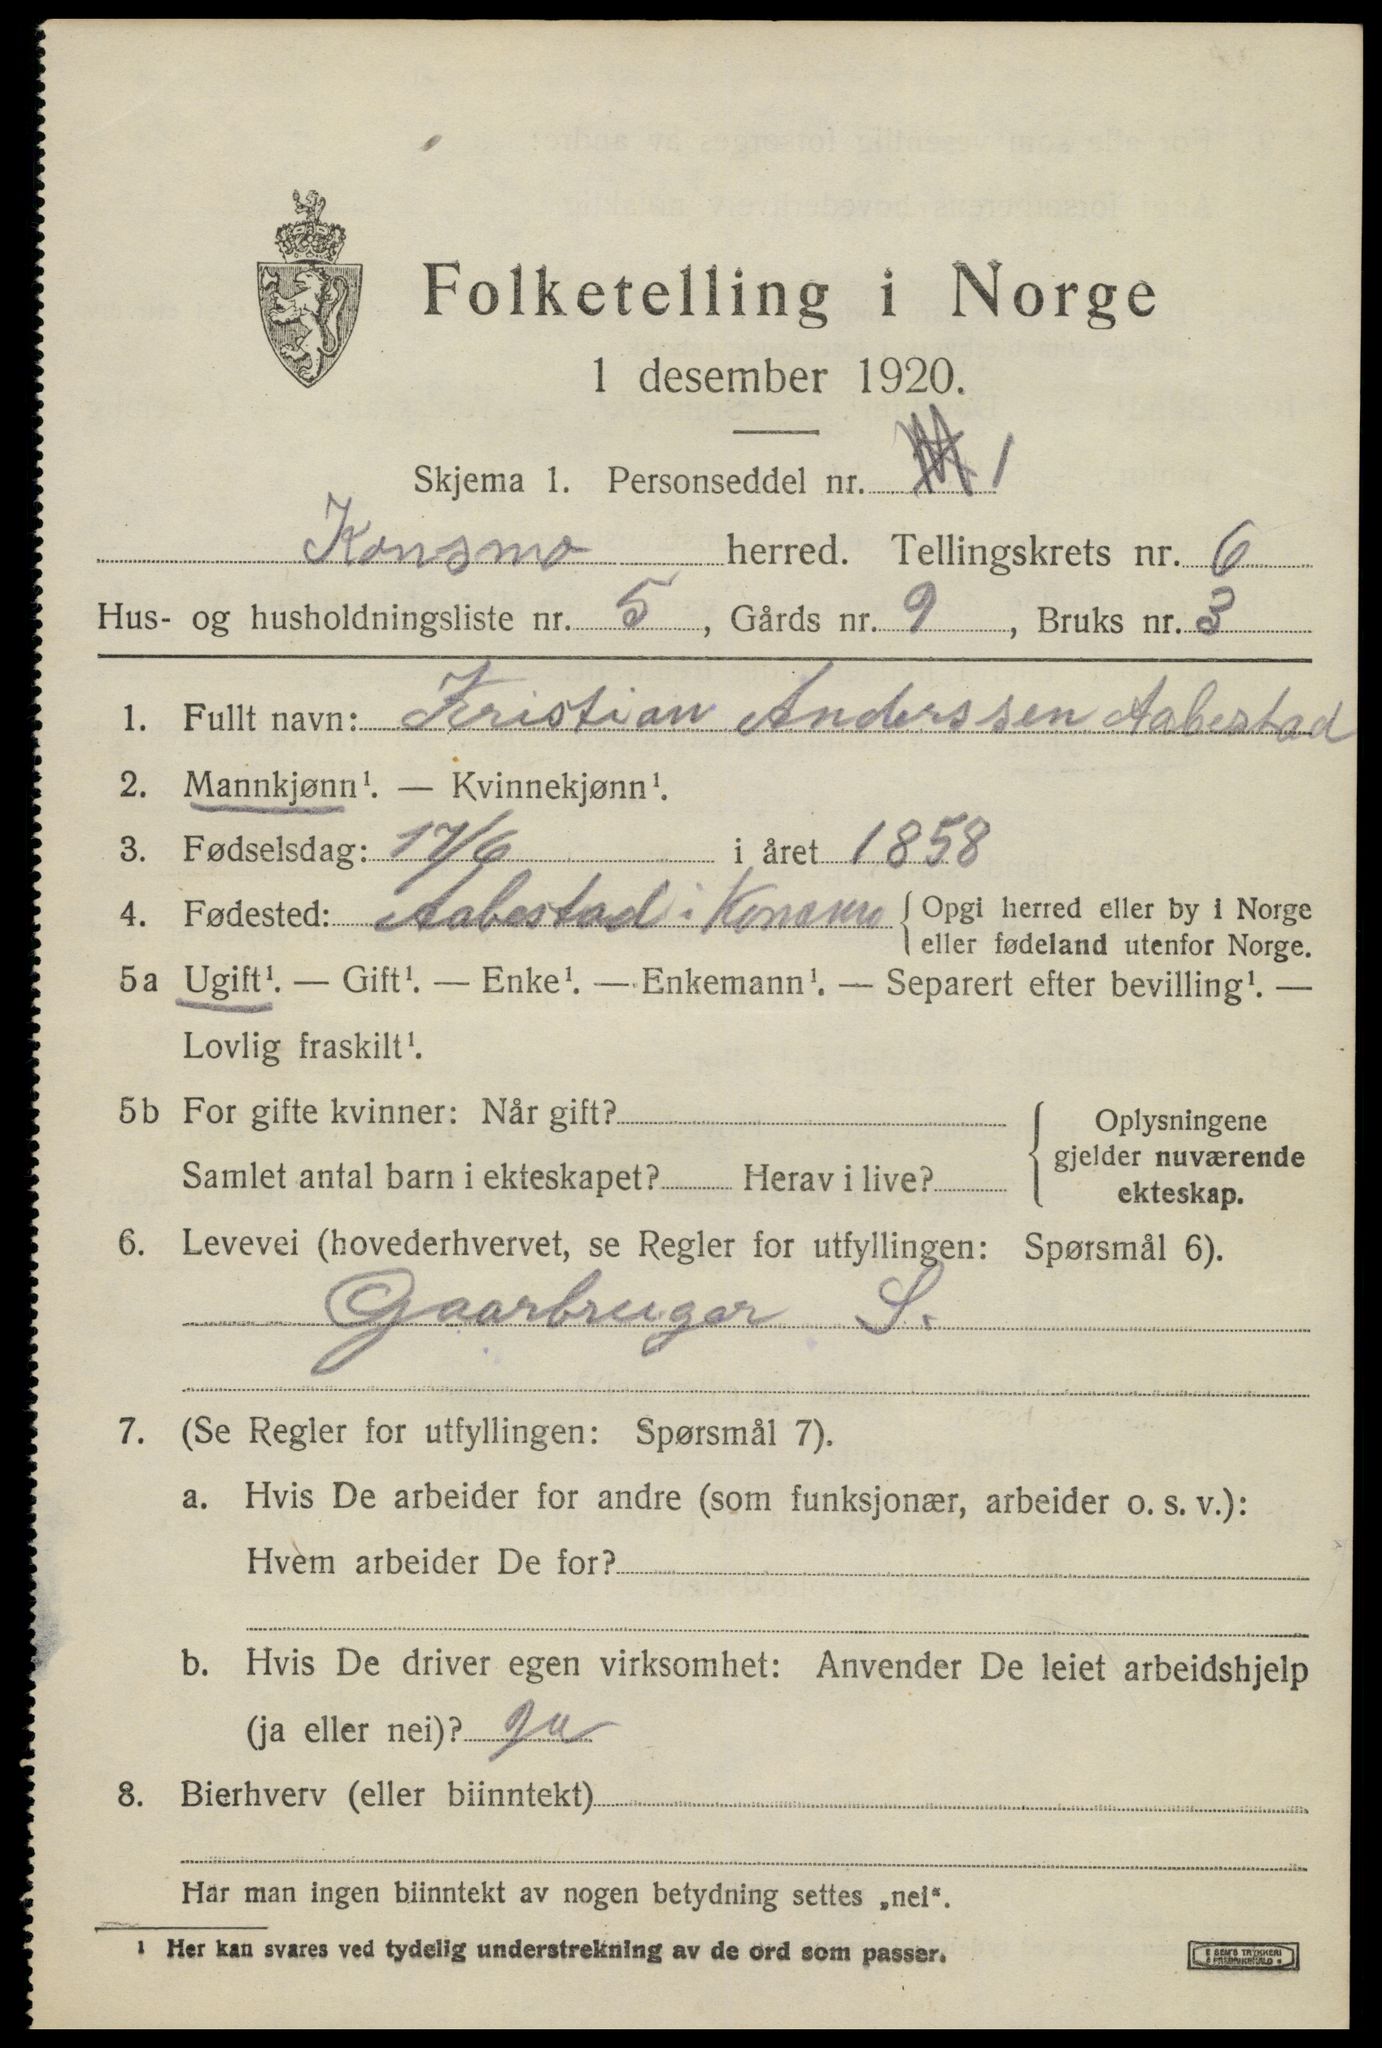 Folketelling i Norge
1 desember 1920.
Skjema 1. Personseddel nr. 1
Konsmo herred. Tellingskrets nr. 6
Hus- og husholdningsliste nr. 5, Gårds nr. 9, Bruks nr. 3
1. Fullt navn: Kristian Anderssen Aabestad
2. Mannkjønn¹. — Kvinnekjønn¹.
3. Fødselsdag: 17/6 i året 1858
4. Fødested: Aabestad i Konsmo { Opgi herred eller by i Norge
eller fødeland utenfor Norge.
5a Ugift¹. — Gift¹. — Enke¹. — Enkemann¹. — Separert efter bevilling¹. —
Lovlig fraskilt¹.
5b For gifte kvinner: Når gift?
Samlet antal barn i ekteskapet? Herav i live?
{ Oplysningene
gjelder nuværende
ekteskap.
6. Levevei (hovederhvervet, se Regler for utfyllingen: Spørsmål 6).
Gaarbruger S.
7. (Se Regler for utfyllingen: Spørsmål 7).
a. Hvis De arbeider for andre (som funksjonær, arbeider o. s. v.):
Hvem arbeider De for?
b. Hvis De driver egen virksomhet: Anvender De leiet arbeidshjelp
(ja eller nei)? ja
8. Bierhverv (eller biinntekt)
Har man ingen biinntekt av nogen betydning settes „nei“.
¹ Her kan svares ved tydelig understrekning av de ord som passer.
E SEM'S TRYKKERI
FREDRIKSHALD